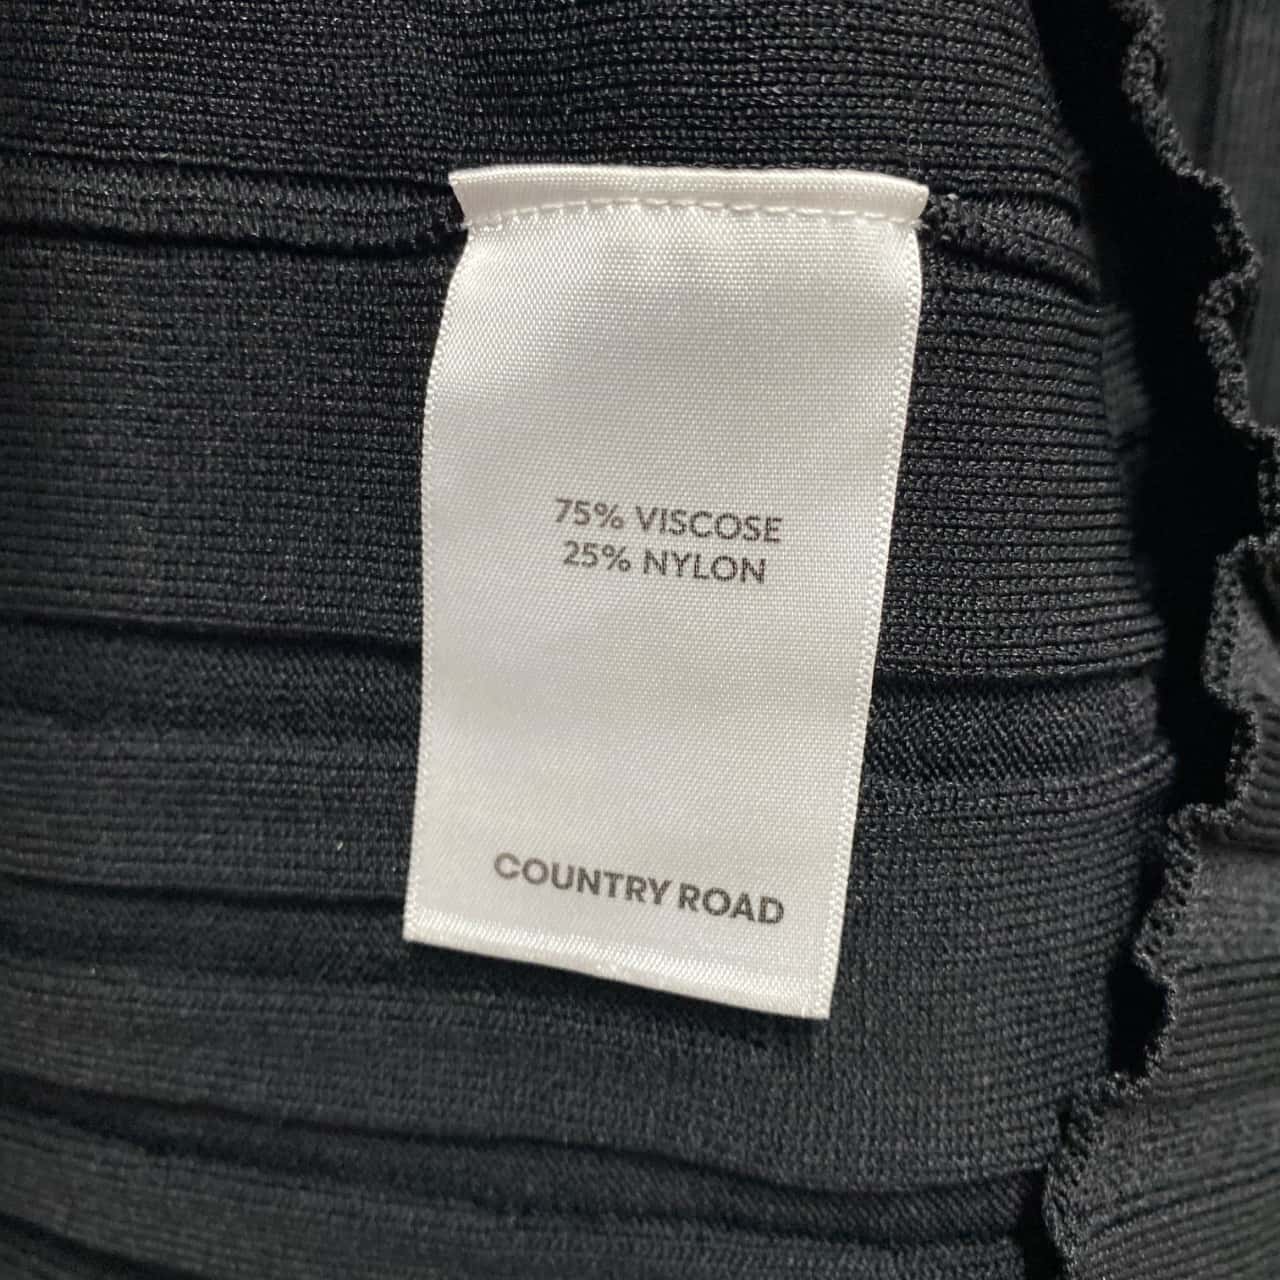 75% VISCOSE
25% NYLON
COUNTRY ROAD